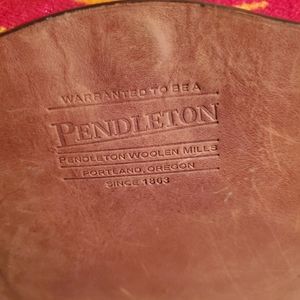 WARRANTED TO BE A
PENDLETON
PENDLETON WOOLEN MILLS
PORTLAND, OREGON
SINCE 1863